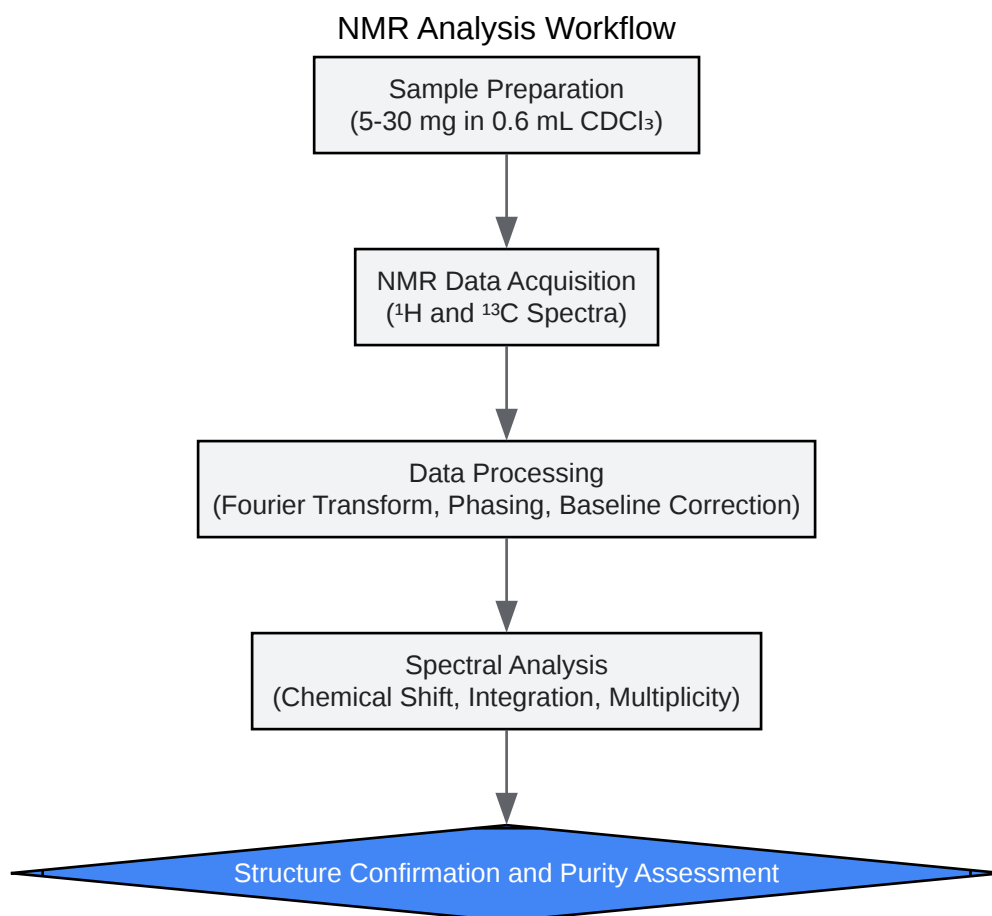 NMR Analysis Workflow
Sample Preparation
(5-30 mg in 0.6 mL CDCl₃)
NMR Data Acquisition
(¹H and ¹³C Spectra)
Data Processing
(Fourier Transform, Phasing, Baseline Correction)
Spectral Analysis
(Chemical Shift, Integration, Multiplicity)
Structure Confirmation and Purity Assessment